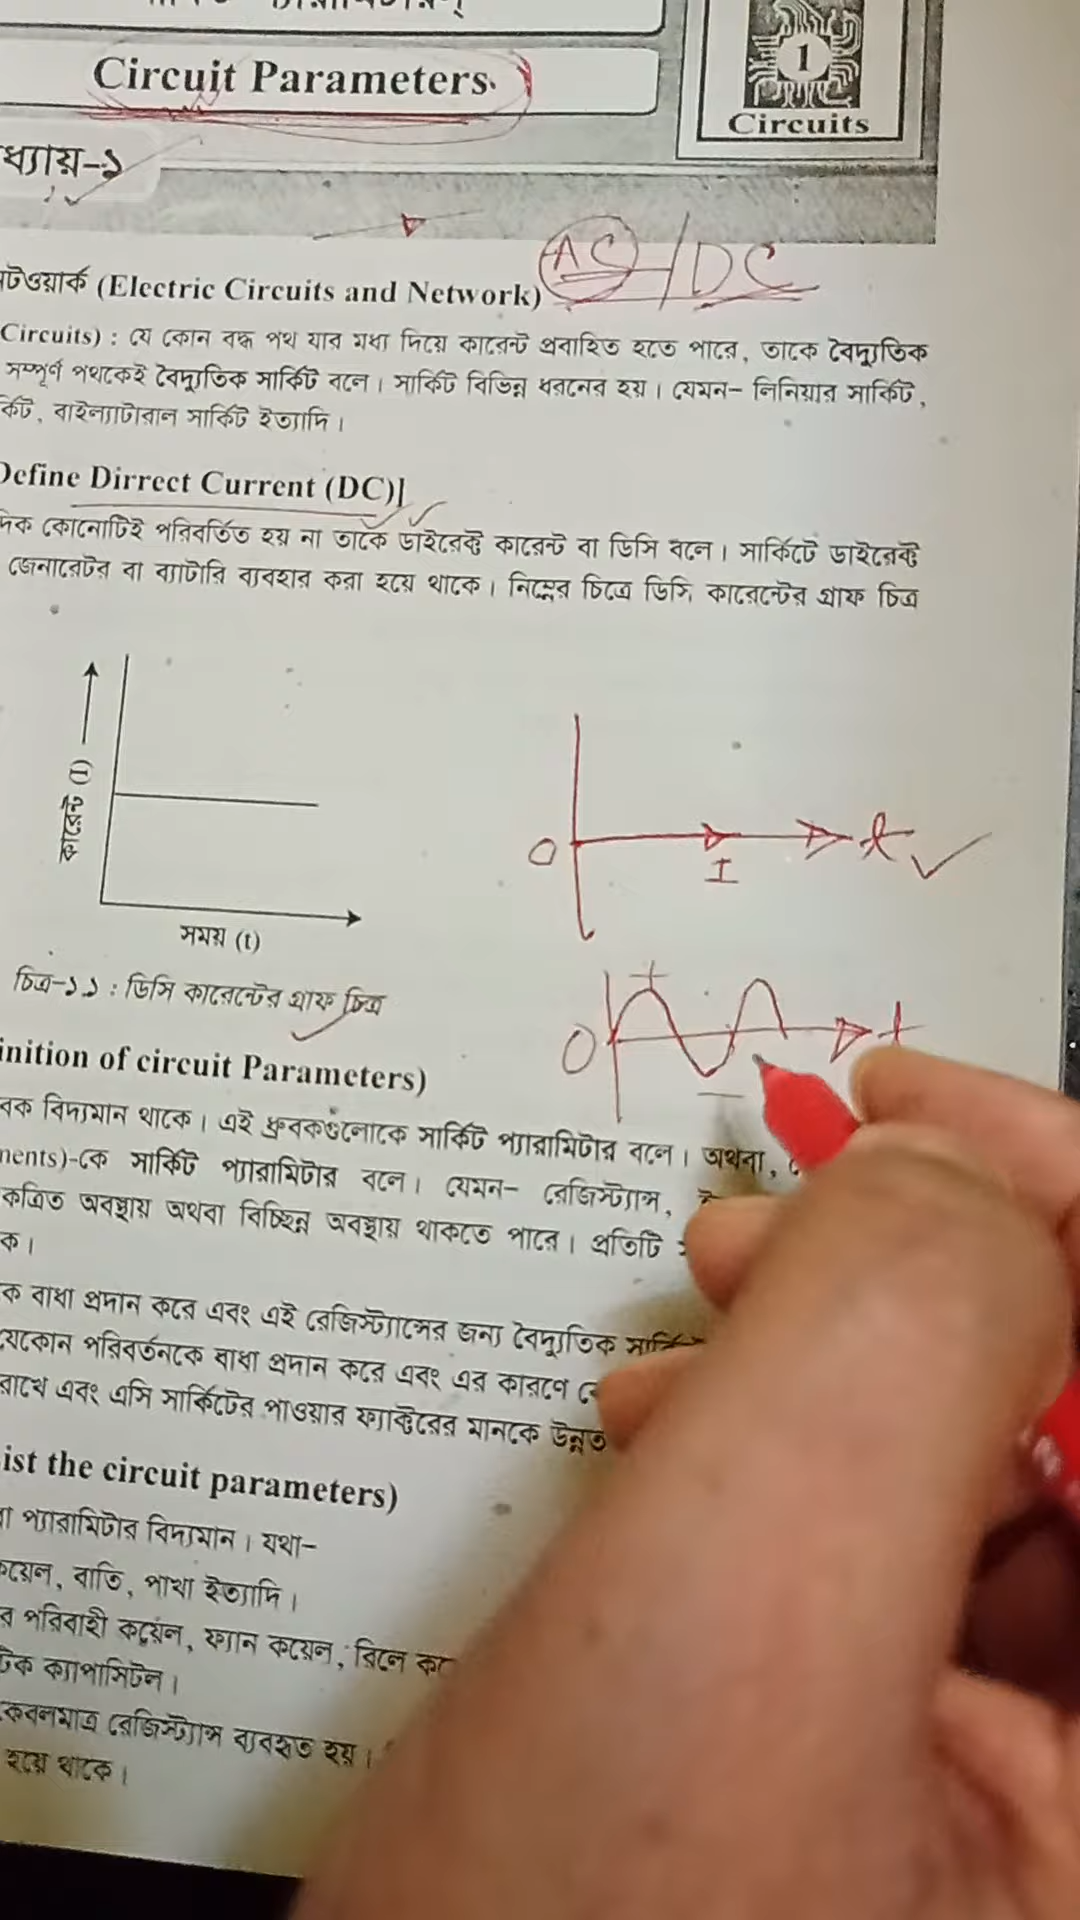 Circuit Parameters
1
Circuits
ধ্যায়-১
AC / DC
টওয়ার্ক (Electric Circuits and Network)
Circuits) : যে কোন বদ্ধ পথ যার মধ্য দিয়ে কারেন্ট প্রবাহিত হতে পারে, তাকে বৈদ্যুতিক
সম্পূর্ণ পথকেই বৈদ্যুতিক সার্কিট বলে। সার্কিট বিভিন্ন ধরনের হয়। যেমন- লিনিয়ার সার্কিট,
র্কিট, বাইল্যাটারাল সার্কিট ইত্যাদি।
Define Dirrect Current (DC)]
দিক কোনোটিই পরিবর্তিত হয় না তাকে ডাইরেক্ট কারেন্ট বা ডিসি বলে। সার্কিটে ডাইরেক্ট
জেনারেটর বা ব্যাটারি ব্যবহার করা হয়ে থাকে। নিম্নের চিত্রে ডিসি কারেন্টের গ্রাফ চিত্র
কারেন্ট (I)
সময় (t)
0 I t
চিত্র-১.১ : ডিসি কারেন্টের গ্রাফ চিত্র
+
0 t
−
inition of circuit Parameters)
বক বিদ্যমান থাকে। এই ধ্রুবকগুলোকে সার্কিট প্যারামিটার বলে। অথবা,
nents)-কে সার্কিট প্যারামিটার বলে। যেমন- রেজিস্ট্যান্স,
কত্রিত অবস্থায় অথবা বিচ্ছিন্ন অবস্থায় থাকতে পারে। প্রতিটি
ক।
ক বাধা প্রদান করে এবং এই রেজিস্ট্যান্সের জন্য বৈদ্যুতিক
যেকোন পরিবর্তনকে বাধা প্রদান করে এবং এর কারণে
রাখে এবং এসি সার্কিটের পাওয়ার ফ্যাক্টরের মানকে উন্নত
ist the circuit parameters)
প্যারামিটার বিদ্যমান। যথা-
কয়েল, বাতি, পাখা ইত্যাদি।
র পরিবাহী কয়েল, ফ্যান কয়েল, রিলে
টিক ক্যাপাসিটন।
কেবলমাত্র রেজিস্ট্যান্স ব্যবহৃত হয়।
হয়ে থাকে।